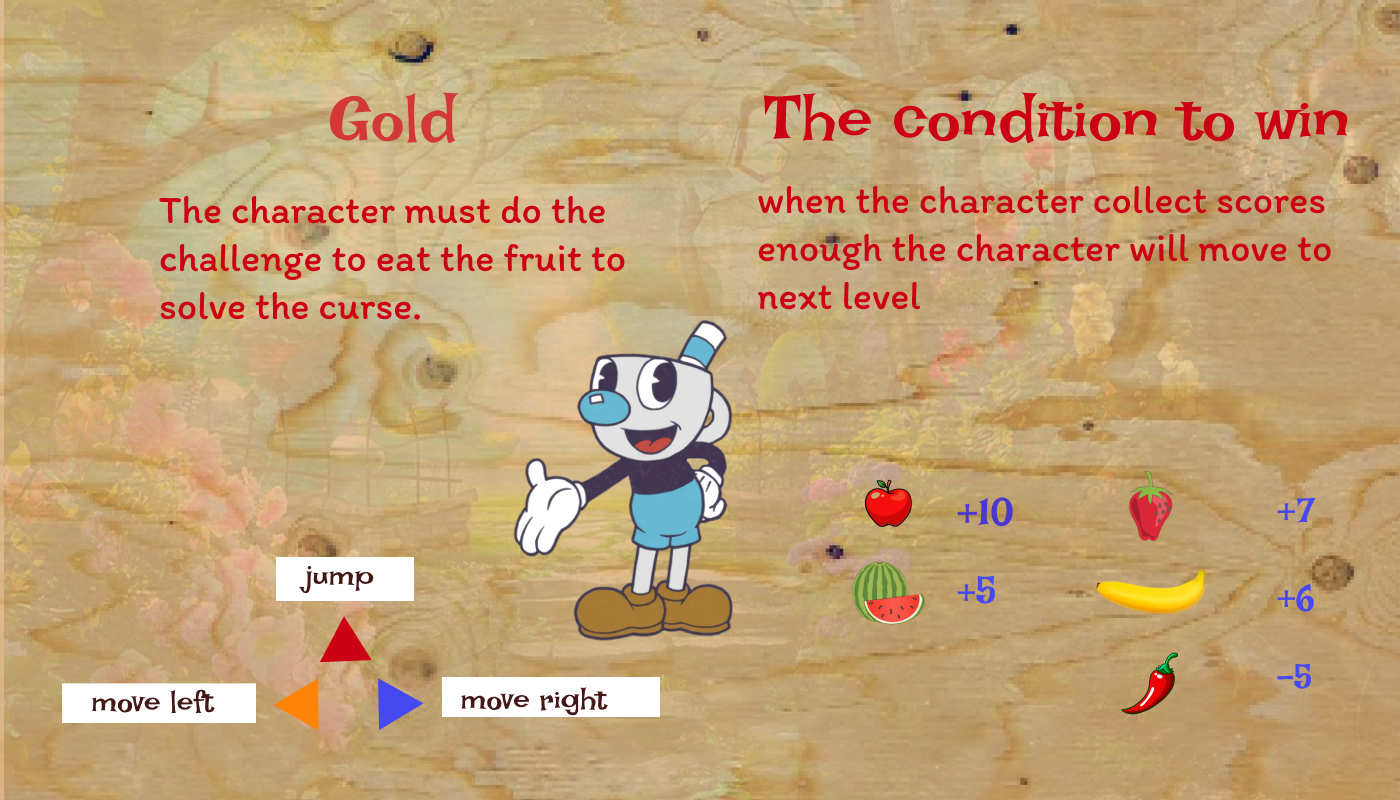 Gold
The character must do the
challenge to eat the fruit to
solve the curse.
The condition to win
when the character collect scores
enough the character will move to
next level
+10
+7
+5
+6
-5
jump
move left
move right